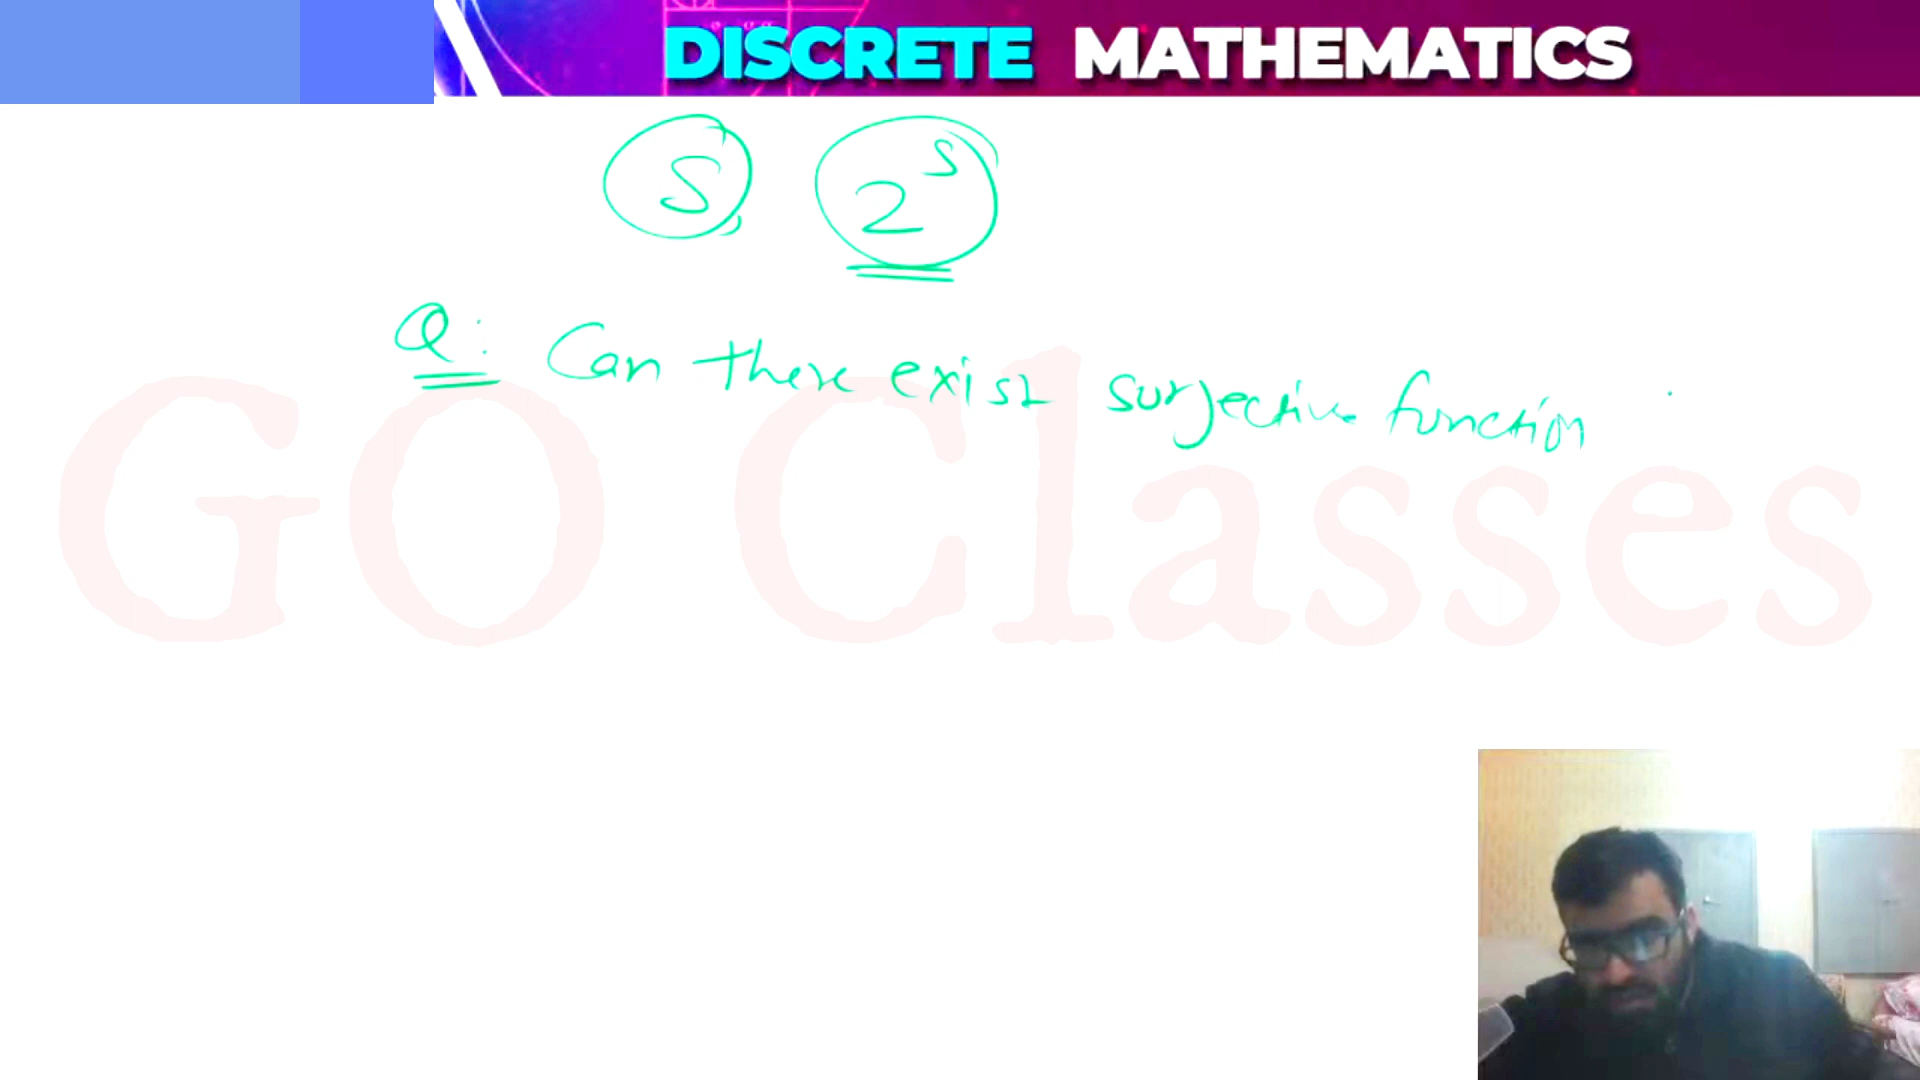 DISCRETE MATHEMATICS
S 2^S
Q: Can there exist surjective function
GO Classes